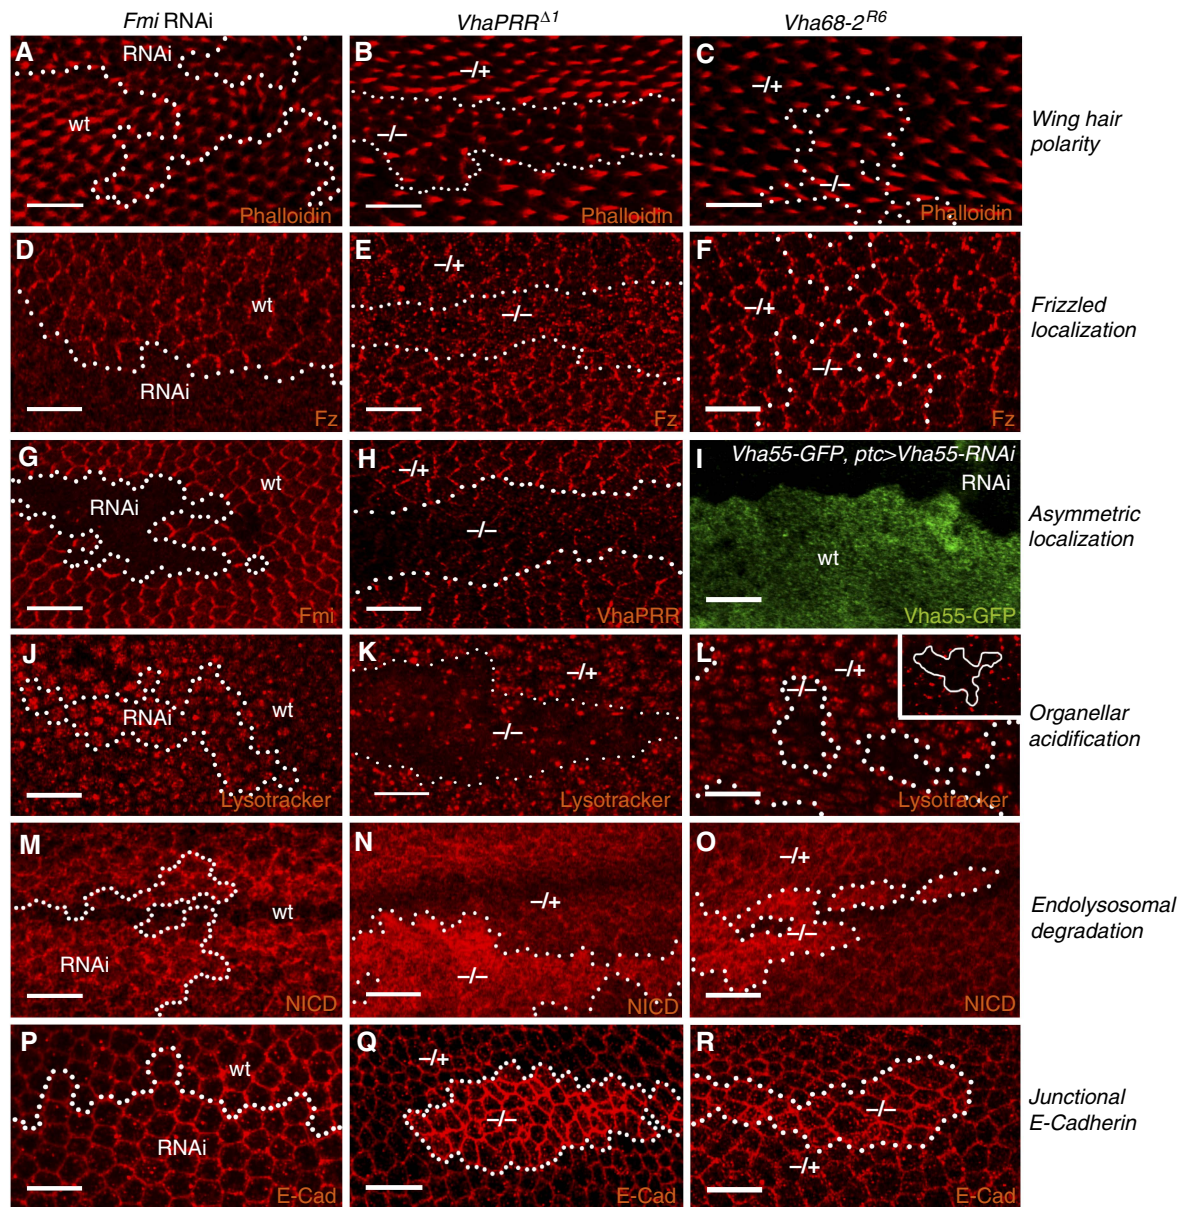 Fmi RNAi
VhaPRRΔ1
Vha68-2R6
A
RNAi
wt
Phalloidin
B
–/+
–/–
Phalloidin
C
–/+
–/–
Phalloidin
Wing hair
polarity
D
wt
RNAi
Fz
E
–/+
–/–
Fz
F
–/+
–/–
Fz
Frizzled
localization
G
wt
RNAi
Fmi
H
–/+
–/–
VhaPRR
Vha55-GFP, ptc>Vha55-RNAi
I
RNAi
wt
Vha55-GFP
Asymmetric
localization
J
RNAi
wt
Lysotracker
K
–/+
–/–
Lysotracker
L
–/+
–/–
Lysotracker
Organellar
acidification
M
wt
RNAi
NICD
N
–/+
–/–
NICD
O
–/+
–/–
NICD
Endolysosomal
degradation
P
wt
RNAi
E-Cad
Q
–/+
–/–
E-Cad
R
–/–
–/+
E-Cad
Junctional
E-Cadherin